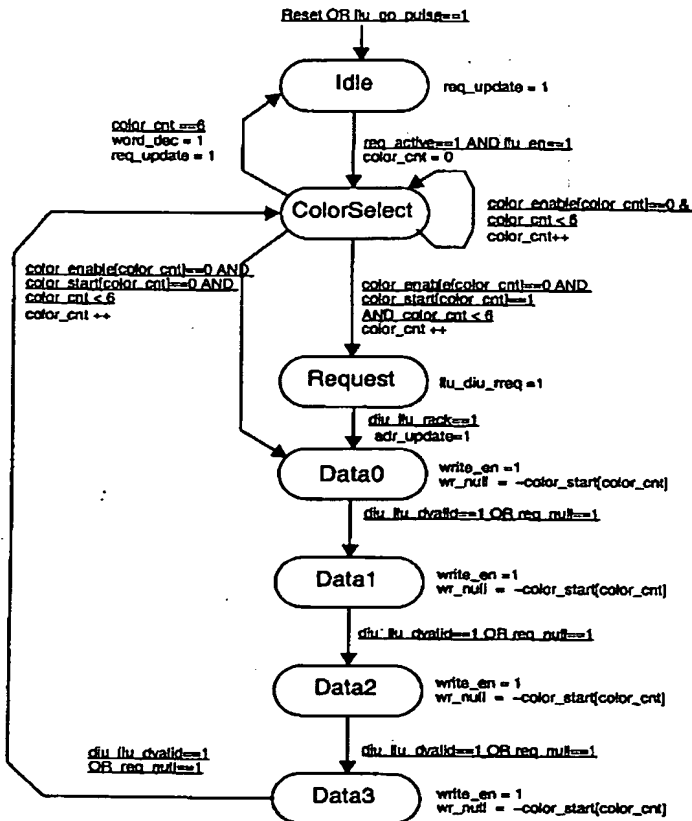 Reset OR llu_go_pulse==1
Idle
req_update = 1
color_cnt ==6
word_dec = 1
req_update = 1
req_active==1 AND llu_en==1
color_cnt = 0
ColorSelect
color_enable[color_cnt]==0 &
color_cnt < 6
color_cnt++
color_enable[color_cnt]==0 AND
color_start[color_cnt]==0 AND
color_cnt < 6
color_cnt ++
color_enable[color_cnt]==0 AND
color_start[color_cnt]==1
AND color_cnt < 6
color_cnt ++
Request
llu_diu_rreq =1
diu_llu_rack==1
adr_update=1
Data0
write_en =1
wr_null = ~color_start[color_cnt]
diu_llu_dvalid==1 OR req_null==1
Data1
write_en =1
wr_null = ~color_start[color_cnt]
diu_llu_dvalid==1 OR req_null==1
Data2
write_en = 1
wr_null = ~color_start[color_cnt]
diu_llu_dvalid==1
OR req_null==1
diu_llu_dvalid==1 OR req_null==1
Data3
write_en = 1
wr_null = ~color_start[color_cnt]